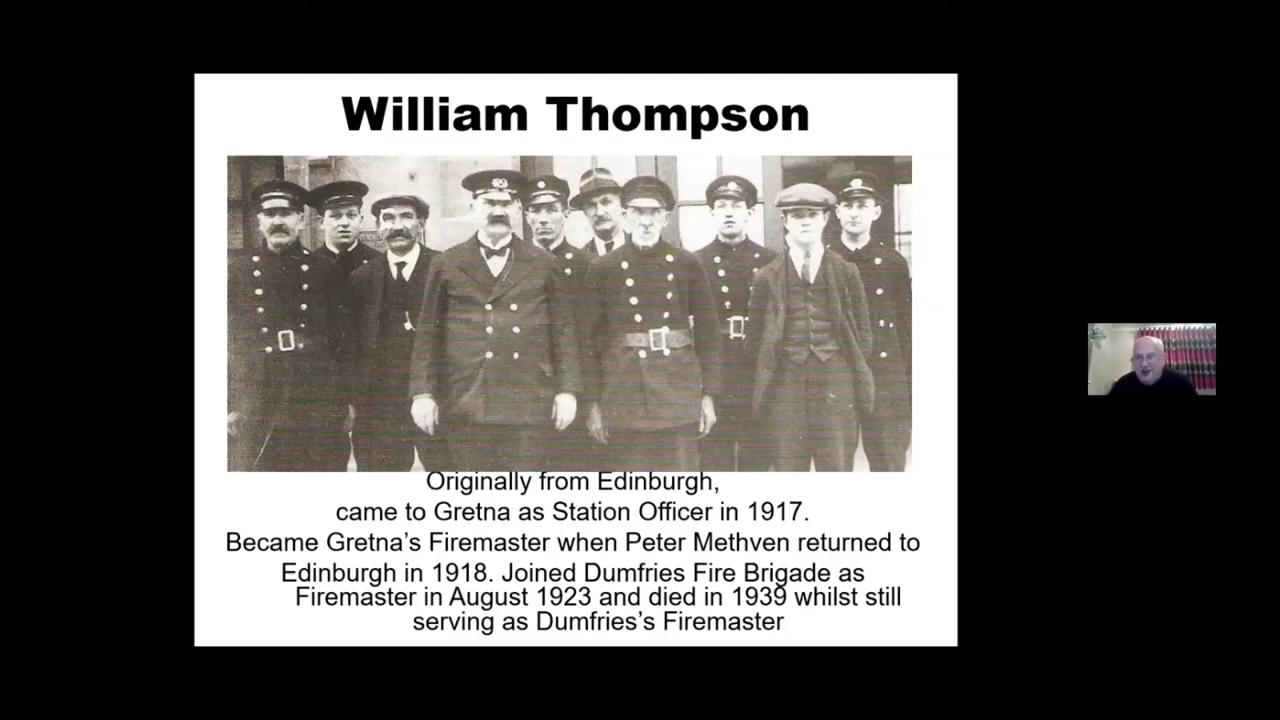 William Thompson
Originally from Edinburgh,
came to Gretna as Station Officer in 1917.
Became Gretna’s Firemaster when Peter Methven returned to
Edinburgh in 1918. Joined Dumfries Fire Brigade as
Firemaster in August 1923 and died in 1939 whilst still
serving as Dumfries’s Firemaster